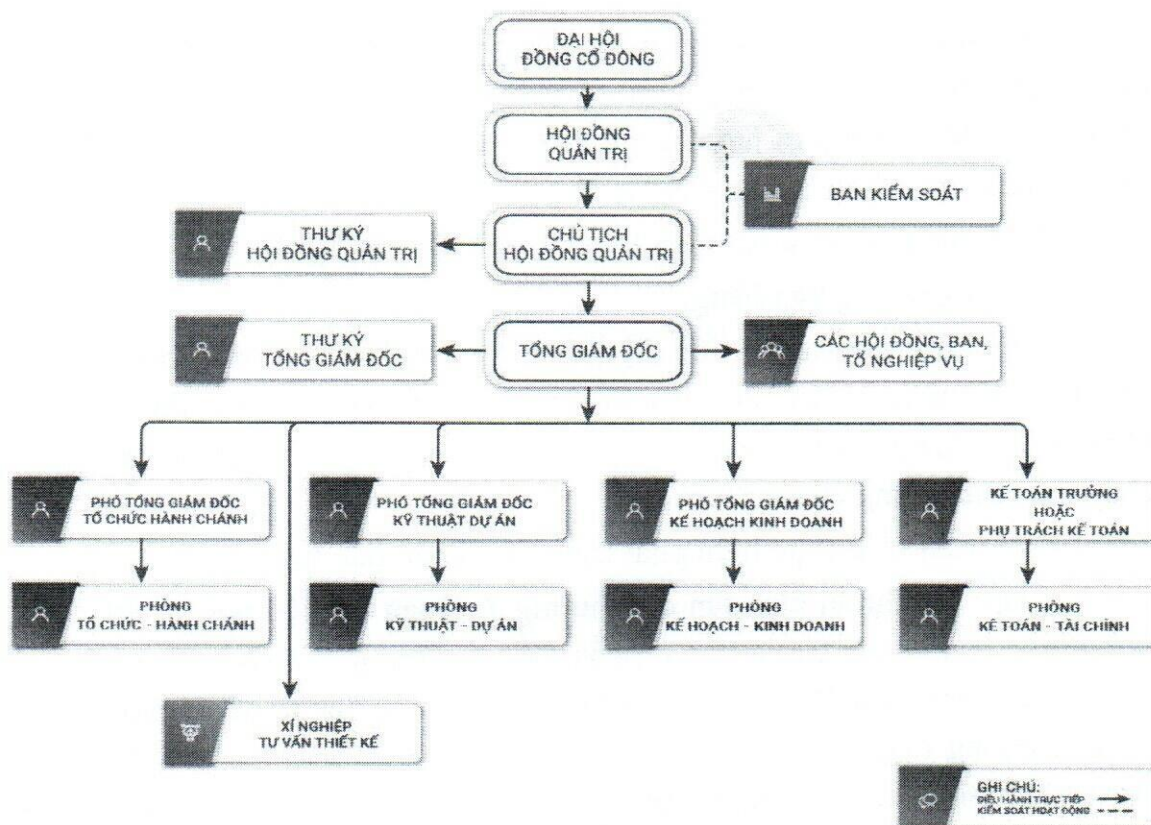 ĐẠI HỘI
ĐỒNG CỔ ĐÔNG
HỘI ĐỒNG
QUẢN TRỊ
BAN KIỂM SOÁT
THƯ KÝ
HỘI ĐỒNG QUẢN TRỊ
CHỦ TỊCH
HỘI ĐỒNG QUẢN TRỊ
THƯ KÝ
TỔNG GIÁM ĐỐC
TỔNG GIÁM ĐỐC
CÁC HỘI ĐỒNG, BAN,
TỔ NGHIỆP VỤ
PHÓ TỔNG GIÁM ĐỐC
TỔ CHỨC HÀNH CHÁNH
PHÓ TỔNG GIÁM ĐỐC
KỸ THUẬT DỰ ÁN
PHÓ TỔNG GIÁM ĐỐC
KẾ HOẠCH KINH DOANH
KẾ TOÁN TRƯỞNG
HOẶC
PHỤ TRÁCH KẾ TOÁN
PHÒNG
TỔ CHỨC - HÀNH CHÁNH
PHÒNG
KỸ THUẬT - DỰ ÁN
PHÒNG
KẾ HOẠCH - KINH DOANH
PHÒNG
KẾ TOÁN - TÀI CHÍNH
XÍ NGHIỆP
TƯ VẤN THIẾT KẾ
GHI CHÚ:
ĐIỀU HÀNH TRỰC TIẾP
KIỂM SOÁT HOẠT ĐỘNG